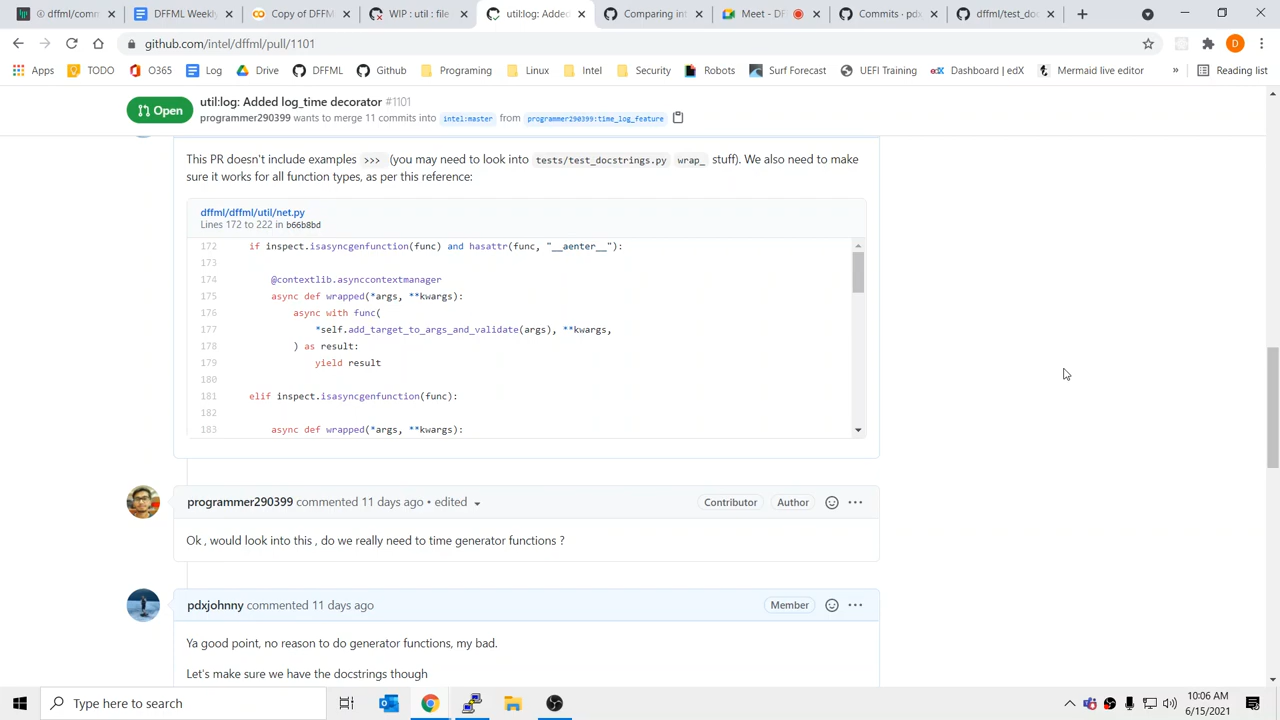 @ dffml/comm
DFFML Weekly
Copy of DFFM
WIP : util : file
util:log: Added
Comparing int
Meet - DF
Commits · pdx
dffml/test_doc
github.com/intel/dffml/pull/1101
D
Apps
TODO
O365
Log
Drive
DFFML
Github
Programing
Linux
Intel
Security
Robots
Surf Forecast
UEFI Training
Dashboard | edX
Mermaid live editor
»
Reading list
Open
util:log: Added log_time decorator #1101
programmer290399 wants to merge 11 commits into intel:master from programmer290399:time_log_feature
This PR doesn't include examples >>> (you may need to look into tests/test_docstrings.py wrap_ stuff). We also need to make
sure it works for all function types, as per this reference:
dffml/dffml/util/net.py
Lines 172 to 222 in b66b8bd
172 if inspect.isasyncgenfunction(func) and hasattr(func, "__aenter__"):
173
174 @contextlib.asynccontextmanager
175 async def wrapped(*args, **kwargs):
176 async with func(
177 *self.add_target_to_args_and_validate(args), **kwargs,
178 ) as result:
179 yield result
180
181 elif inspect.isasyncgenfunction(func):
182
183 async def wrapped(*args, **kwargs):
programmer290399 commented 11 days ago • edited
Contributor
Author
Ok , would look into this , do we really need to time generator functions ?
pdxjohnny commented 11 days ago
Member
Ya good point, no reason to do generator functions, my bad.
Let's make sure we have the docstrings though
Type here to search
10:06 AM
6/15/2021